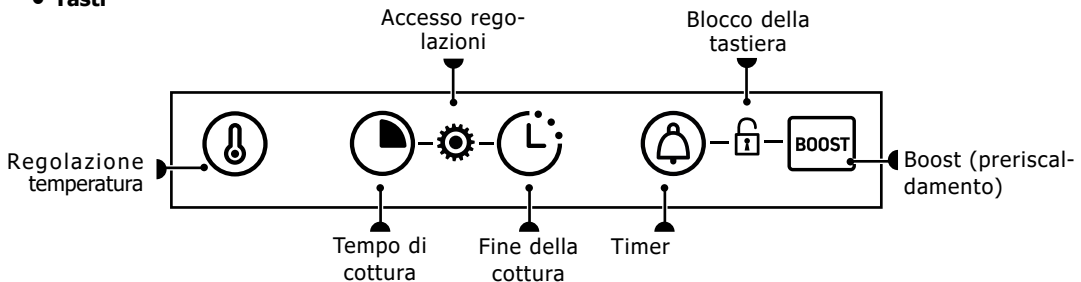 • Tasti
Accesso rego-
lazioni
Blocco della
tastiera
BOOST
Regolazione
temperatura
Boost (preriscal-
damento)
Tempo di
cottura
Fine della
cottura
Timer